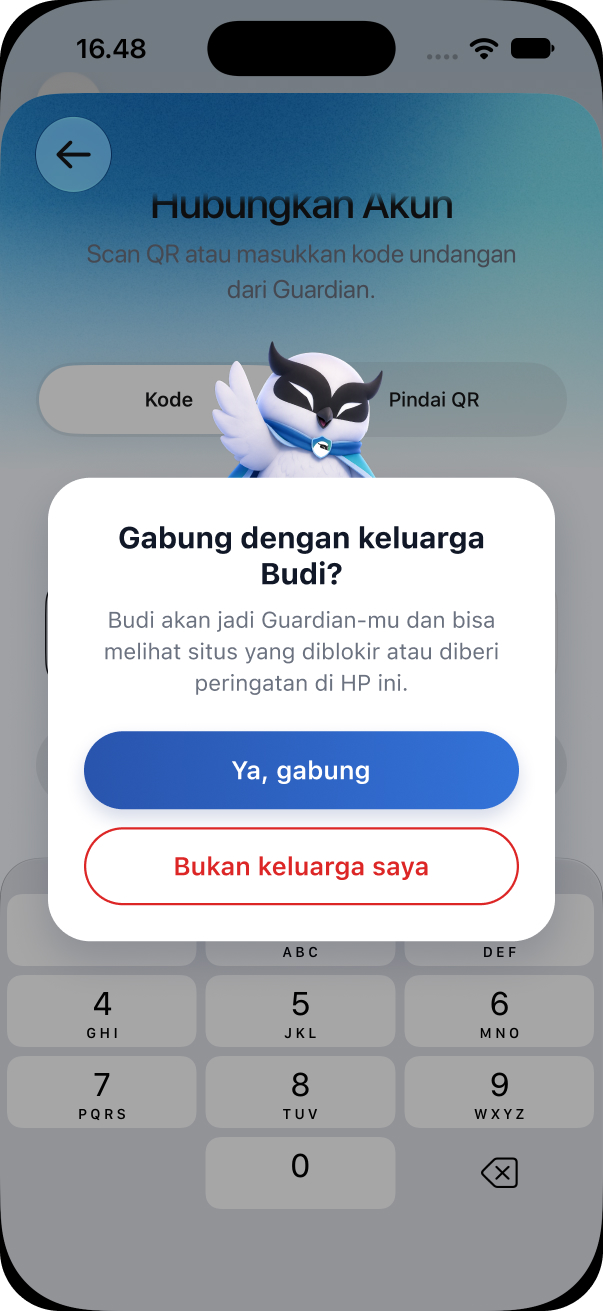 16.48
Hubungkan Akun
Scan QR atau masukkan kode undangan
dari Guardian.
Kode
Pindai QR
Gabung dengan keluarga
Budi?
Budi akan jadi Guardian-mu dan bisa
melihat situs yang diblokir atau diberi
peringatan di HP ini.
Ya, gabung
Bukan keluarga saya
ABC
DEF
4
5
6
GHI
JKL
MNO
7
8
9
PQRS
TUV
WXYZ
0